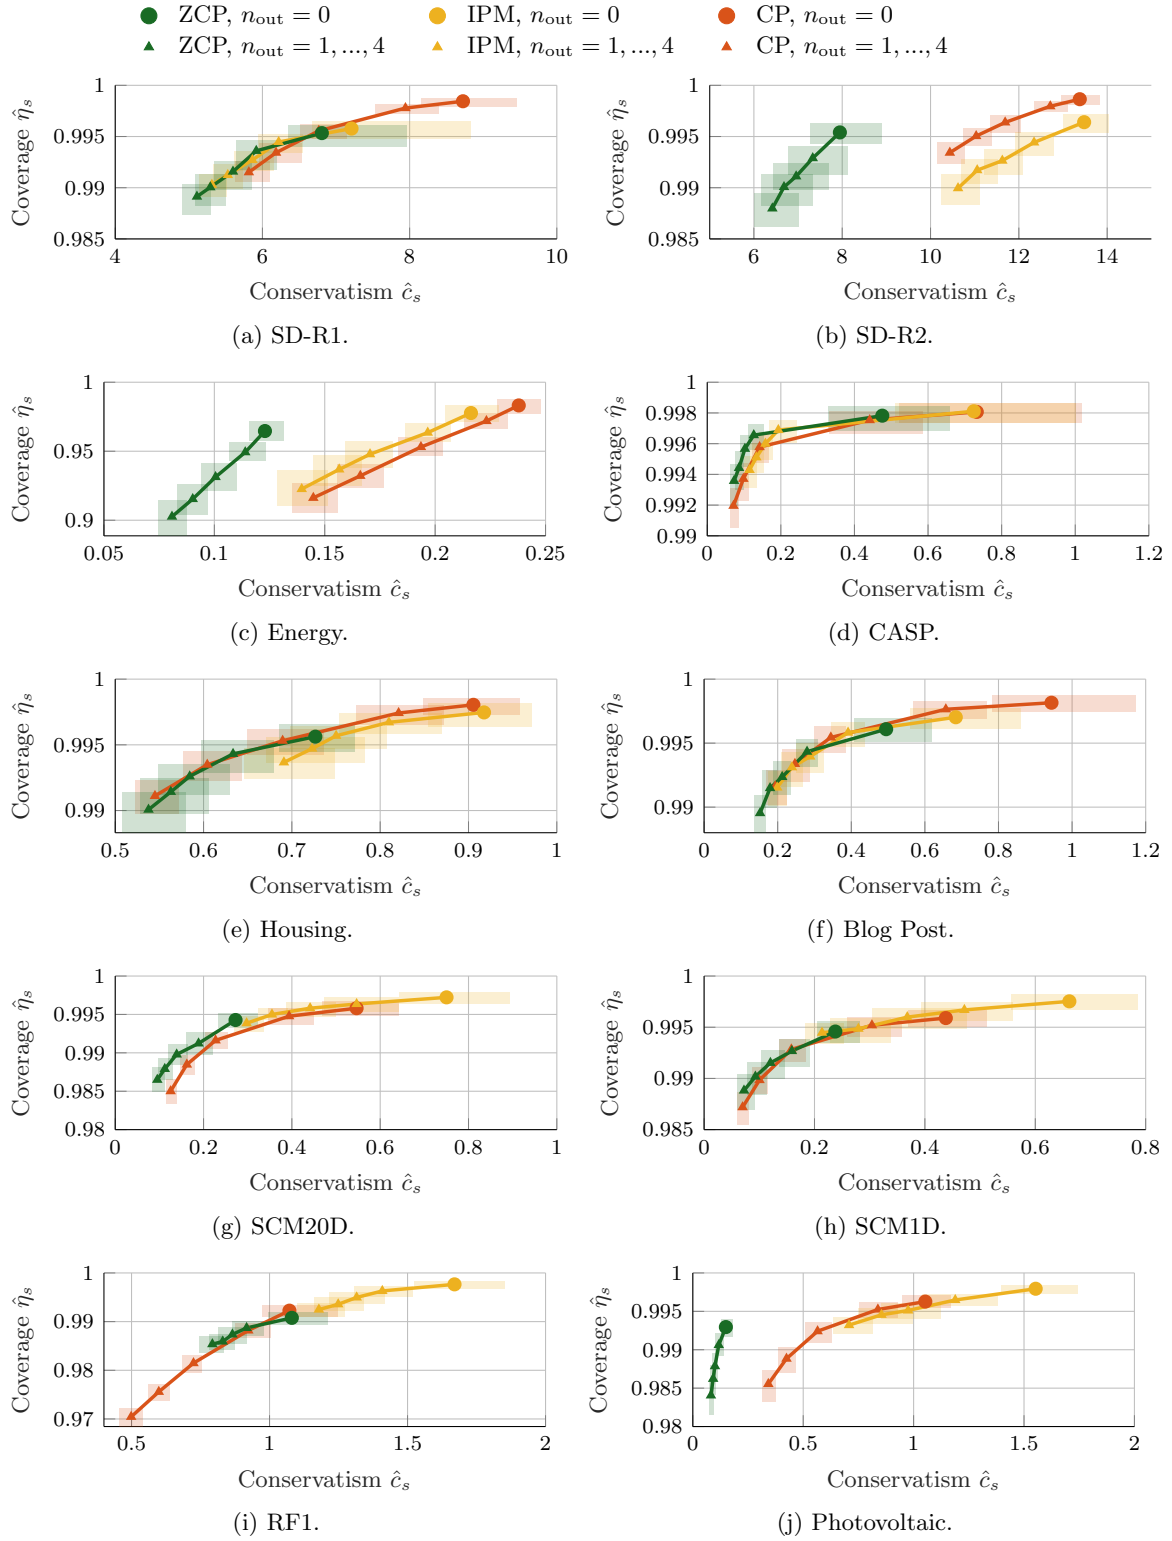 ZCP, n_out = 0 IPM, n_out = 0 CP, n_out = 0
ZCP, n_out = 1, ..., 4 IPM, n_out = 1, ..., 4 CP, n_out = 1, ..., 4
Coverage η̂_s
1
0.995
0.99
0.985
4 6 8 10
Conservatism ĉ_s
(a) SD-R1.
Coverage η̂_s
1
0.995
0.99
0.985
6 8 10 12 14
Conservatism ĉ_s
(b) SD-R2.
Coverage η̂_s
1
0.95
0.9
0.05 0.1 0.15 0.2 0.25
Conservatism ĉ_s
(c) Energy.
Coverage η̂_s
1
0.998
0.996
0.994
0.992
0.99
0 0.2 0.4 0.6 0.8 1 1.2
Conservatism ĉ_s
(d) CASP.
Coverage η̂_s
1
0.995
0.99
0.5 0.6 0.7 0.8 0.9 1
Conservatism ĉ_s
(e) Housing.
Coverage η̂_s
1
0.995
0.99
0 0.2 0.4 0.6 0.8 1 1.2
Conservatism ĉ_s
(f) Blog Post.
Coverage η̂_s
1
0.995
0.99
0.985
0.98
0 0.2 0.4 0.6 0.8 1
Conservatism ĉ_s
(g) SCM20D.
Coverage η̂_s
1
0.995
0.99
0.985
0 0.2 0.4 0.6 0.8
Conservatism ĉ_s
(h) SCM1D.
Coverage η̂_s
1
0.99
0.98
0.97
0.5 1 1.5 2
Conservatism ĉ_s
(i) RF1.
Coverage η̂_s
1
0.995
0.99
0.985
0.98
0 0.5 1 1.5 2
Conservatism ĉ_s
(j) Photovoltaic.